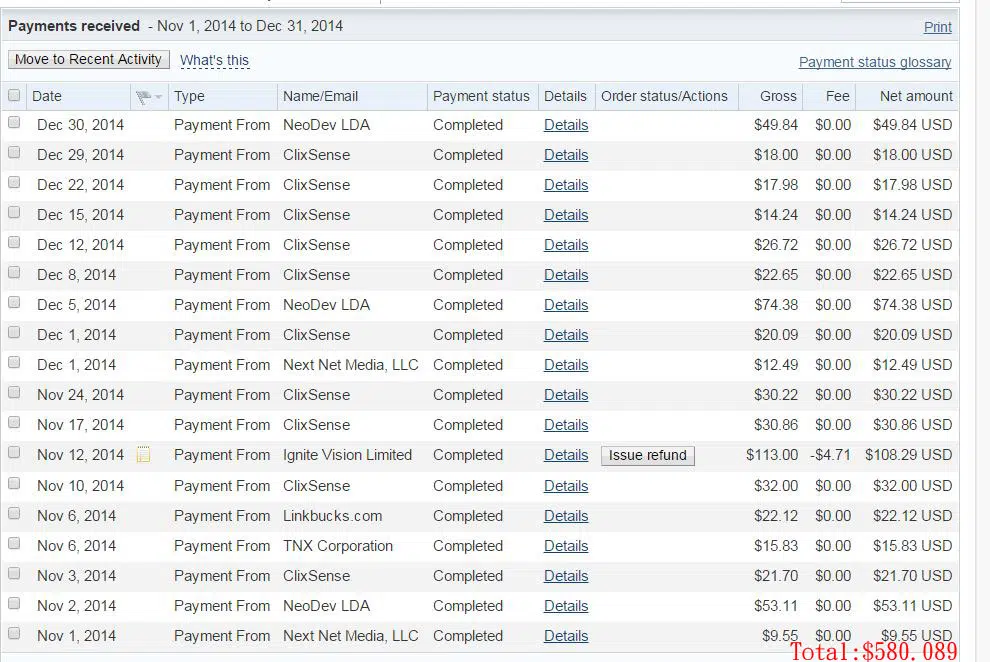 Payments received - Nov 1, 2014 to Dec 31, 2014 Print
Move to Recent Activity What's this Payment status glossary
Date Type Name/Email Payment status Details Order status/Actions Gross Fee Net amount
Dec 30, 2014 Payment From NeoDev LDA Completed Details $49.84 $0.00 $49.84 USD
Dec 29, 2014 Payment From ClixSense Completed Details $18.00 $0.00 $18.00 USD
Dec 22, 2014 Payment From ClixSense Completed Details $17.98 $0.00 $17.98 USD
Dec 15, 2014 Payment From ClixSense Completed Details $14.24 $0.00 $14.24 USD
Dec 12, 2014 Payment From ClixSense Completed Details $26.72 $0.00 $26.72 USD
Dec 8, 2014 Payment From ClixSense Completed Details $22.65 $0.00 $22.65 USD
Dec 5, 2014 Payment From NeoDev LDA Completed Details $74.38 $0.00 $74.38 USD
Dec 1, 2014 Payment From ClixSense Completed Details $20.09 $0.00 $20.09 USD
Dec 1, 2014 Payment From Next Net Media, LLC Completed Details $12.49 $0.00 $12.49 USD
Nov 24, 2014 Payment From ClixSense Completed Details $30.22 $0.00 $30.22 USD
Nov 17, 2014 Payment From ClixSense Completed Details $30.86 $0.00 $30.86 USD
Nov 12, 2014 Payment From Ignite Vision Limited Completed Details Issue refund $113.00 -$4.71 $108.29 USD
Nov 10, 2014 Payment From ClixSense Completed Details $32.00 $0.00 $32.00 USD
Nov 6, 2014 Payment From Linkbucks.com Completed Details $22.12 $0.00 $22.12 USD
Nov 6, 2014 Payment From TNX Corporation Completed Details $15.83 $0.00 $15.83 USD
Nov 3, 2014 Payment From ClixSense Completed Details $21.70 $0.00 $21.70 USD
Nov 2, 2014 Payment From NeoDev LDA Completed Details $53.11 $0.00 $53.11 USD
Nov 1, 2014 Payment From Next Net Media, LLC Completed Details $9.55 $0.00 $9.55 USD
Total:$580.089